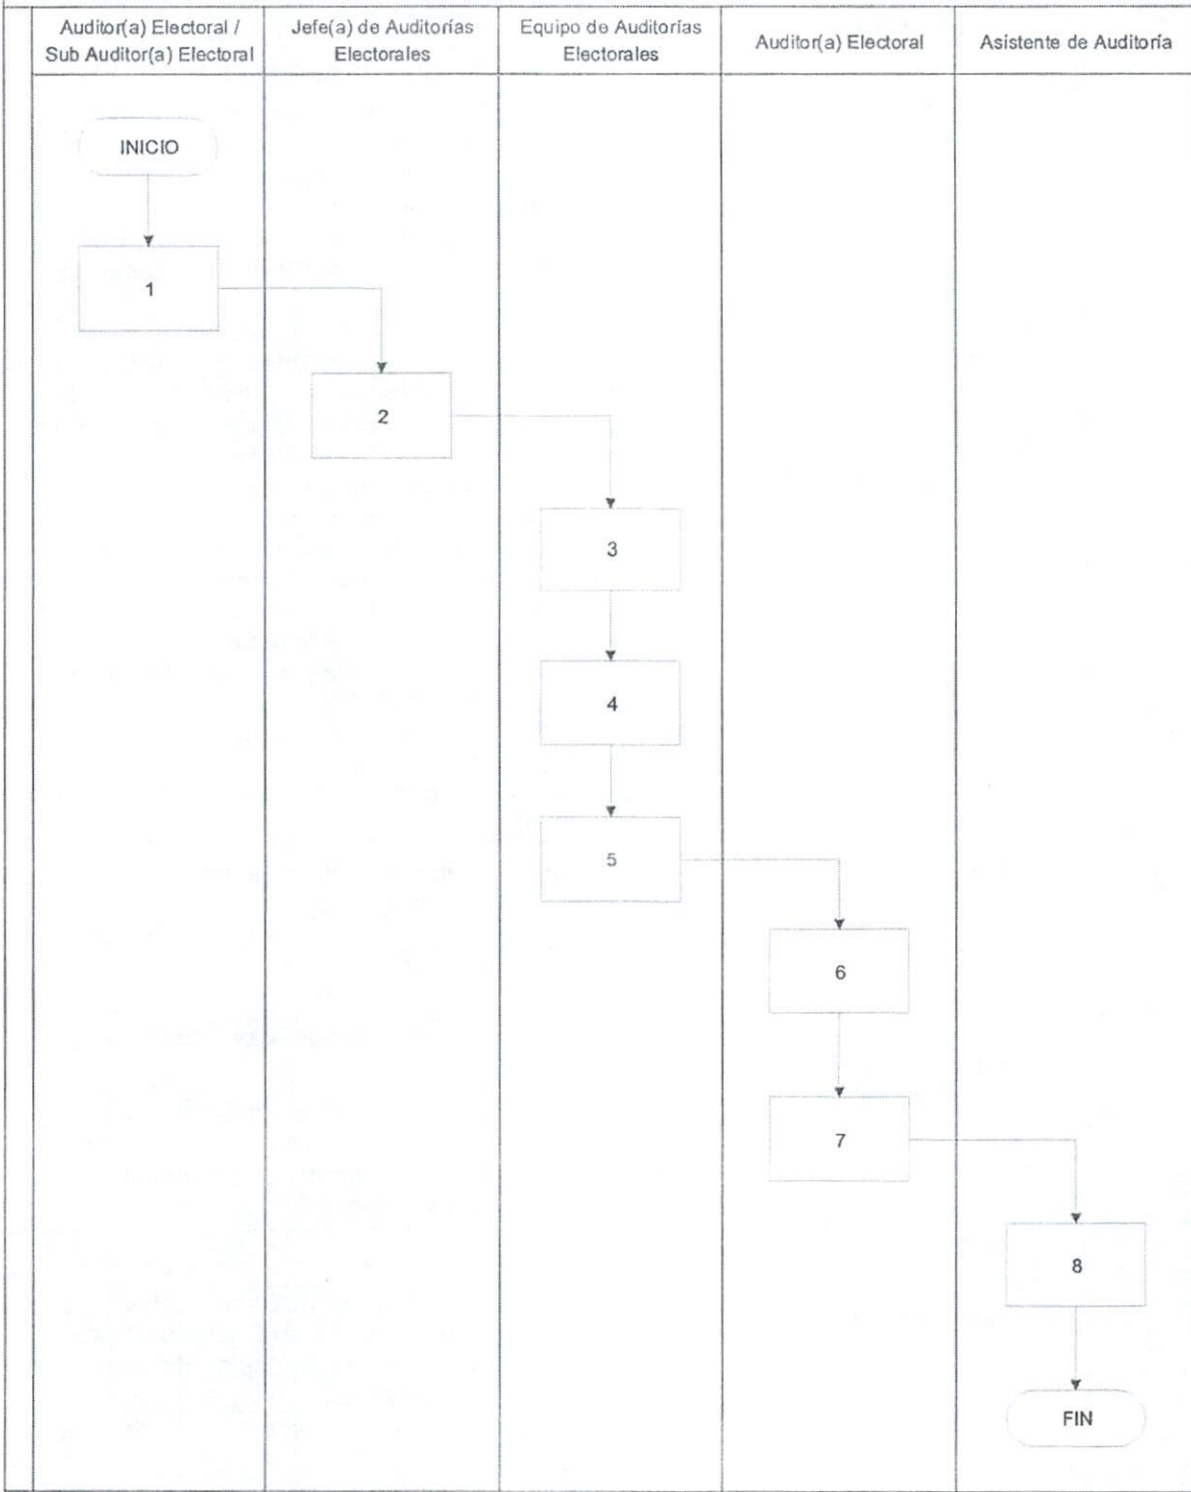 Auditor(a) Electoral /
Sub Auditor(a) Electoral
Jefe(a) de Auditorías
Electorales
Equipo de Auditorías
Electorales
Auditor(a) Electoral
Asistente de Auditoría
INICIO
1
2
3
4
5
6
7
8
FIN